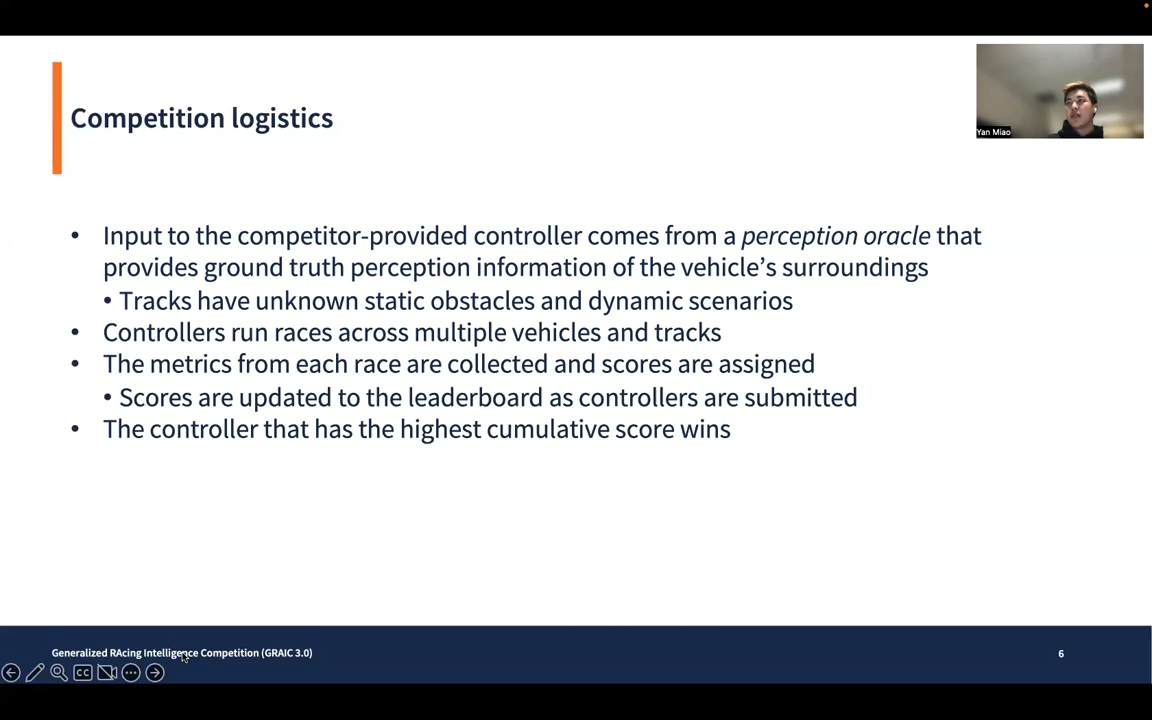 Competition logistics
Yan Miao
• Input to the competitor-provided controller comes from a perception oracle that
provides ground truth perception information of the vehicle’s surroundings
• Tracks have unknown static obstacles and dynamic scenarios
• Controllers run races across multiple vehicles and tracks
• The metrics from each race are collected and scores are assigned
• Scores are updated to the leaderboard as controllers are submitted
• The controller that has the highest cumulative score wins
Generalized RAcing Intelligence Competition (GRAIC 3.0)
6
CC